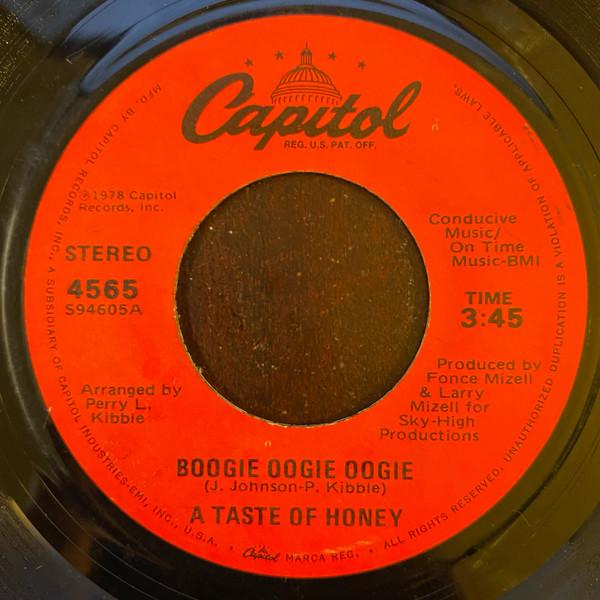 Capitol
REG. U.S. PAT. OFF.
℗1978 Capitol
Records, Inc.
STEREO
4565
S94605A
Conducive
Music/
On Time
Music-BMI
TIME
3:45
Arranged by
Perry L.
Kibble
Produced by
Fonce Mizell
& Larry
Mizell for
Sky-High
Productions
BOOGIE OOGIE OOGIE
(J. Johnson-P. Kibble)
A TASTE OF HONEY
MFD. BY CAPITOL RECORDS, INC., A SUBSIDIARY OF CAPITOL INDUSTRIES-EMI, INC., U.S.A. • Capitol MARCA REG. • ALL RIGHTS RESERVED. UNAUTHORIZED DUPLICATION IS A VIOLATION OF APPLICABLE LAWS.